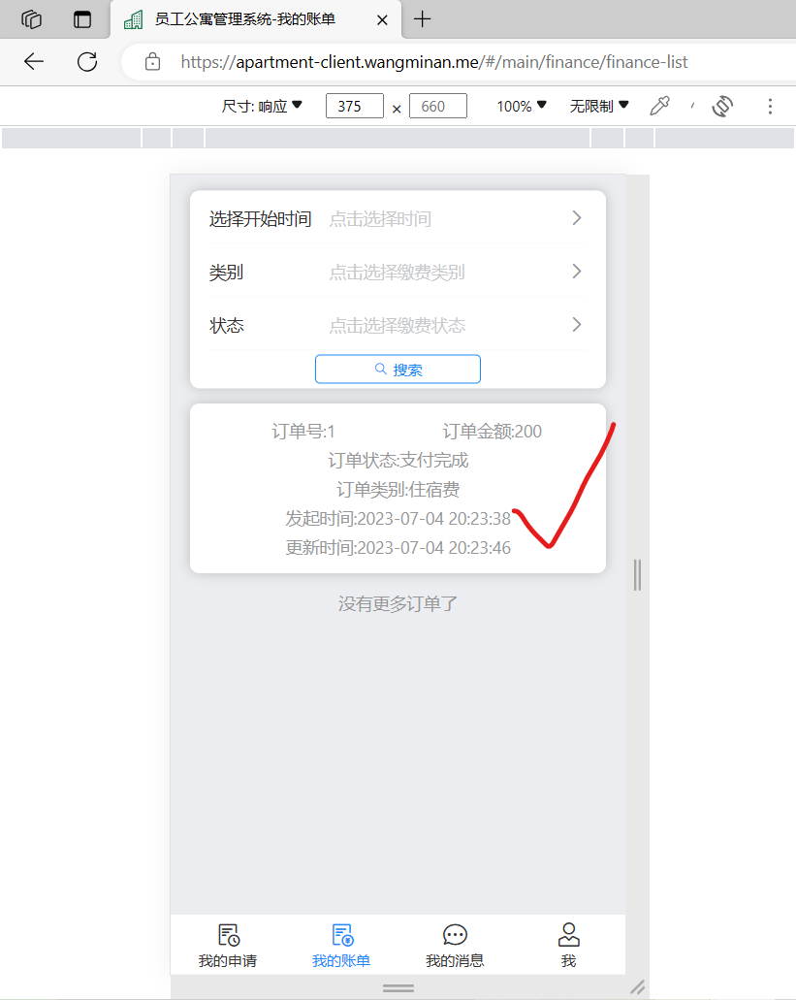 员工公寓管理系统-我的账单
https://apartment-client.wangminan.me/#/main/finance/finance-list
尺寸: 响应 375 × 660 100% 无限制
选择开始时间 点击选择时间
类别 点击选择缴费类别
状态 点击选择缴费状态
搜索
订单号:1 订单金额:200
订单状态:支付完成
订单类别:住宿费
发起时间:2023-07-04 20:23:38
更新时间:2023-07-04 20:23:46
没有更多订单了
我的申请 我的账单 我的消息 我